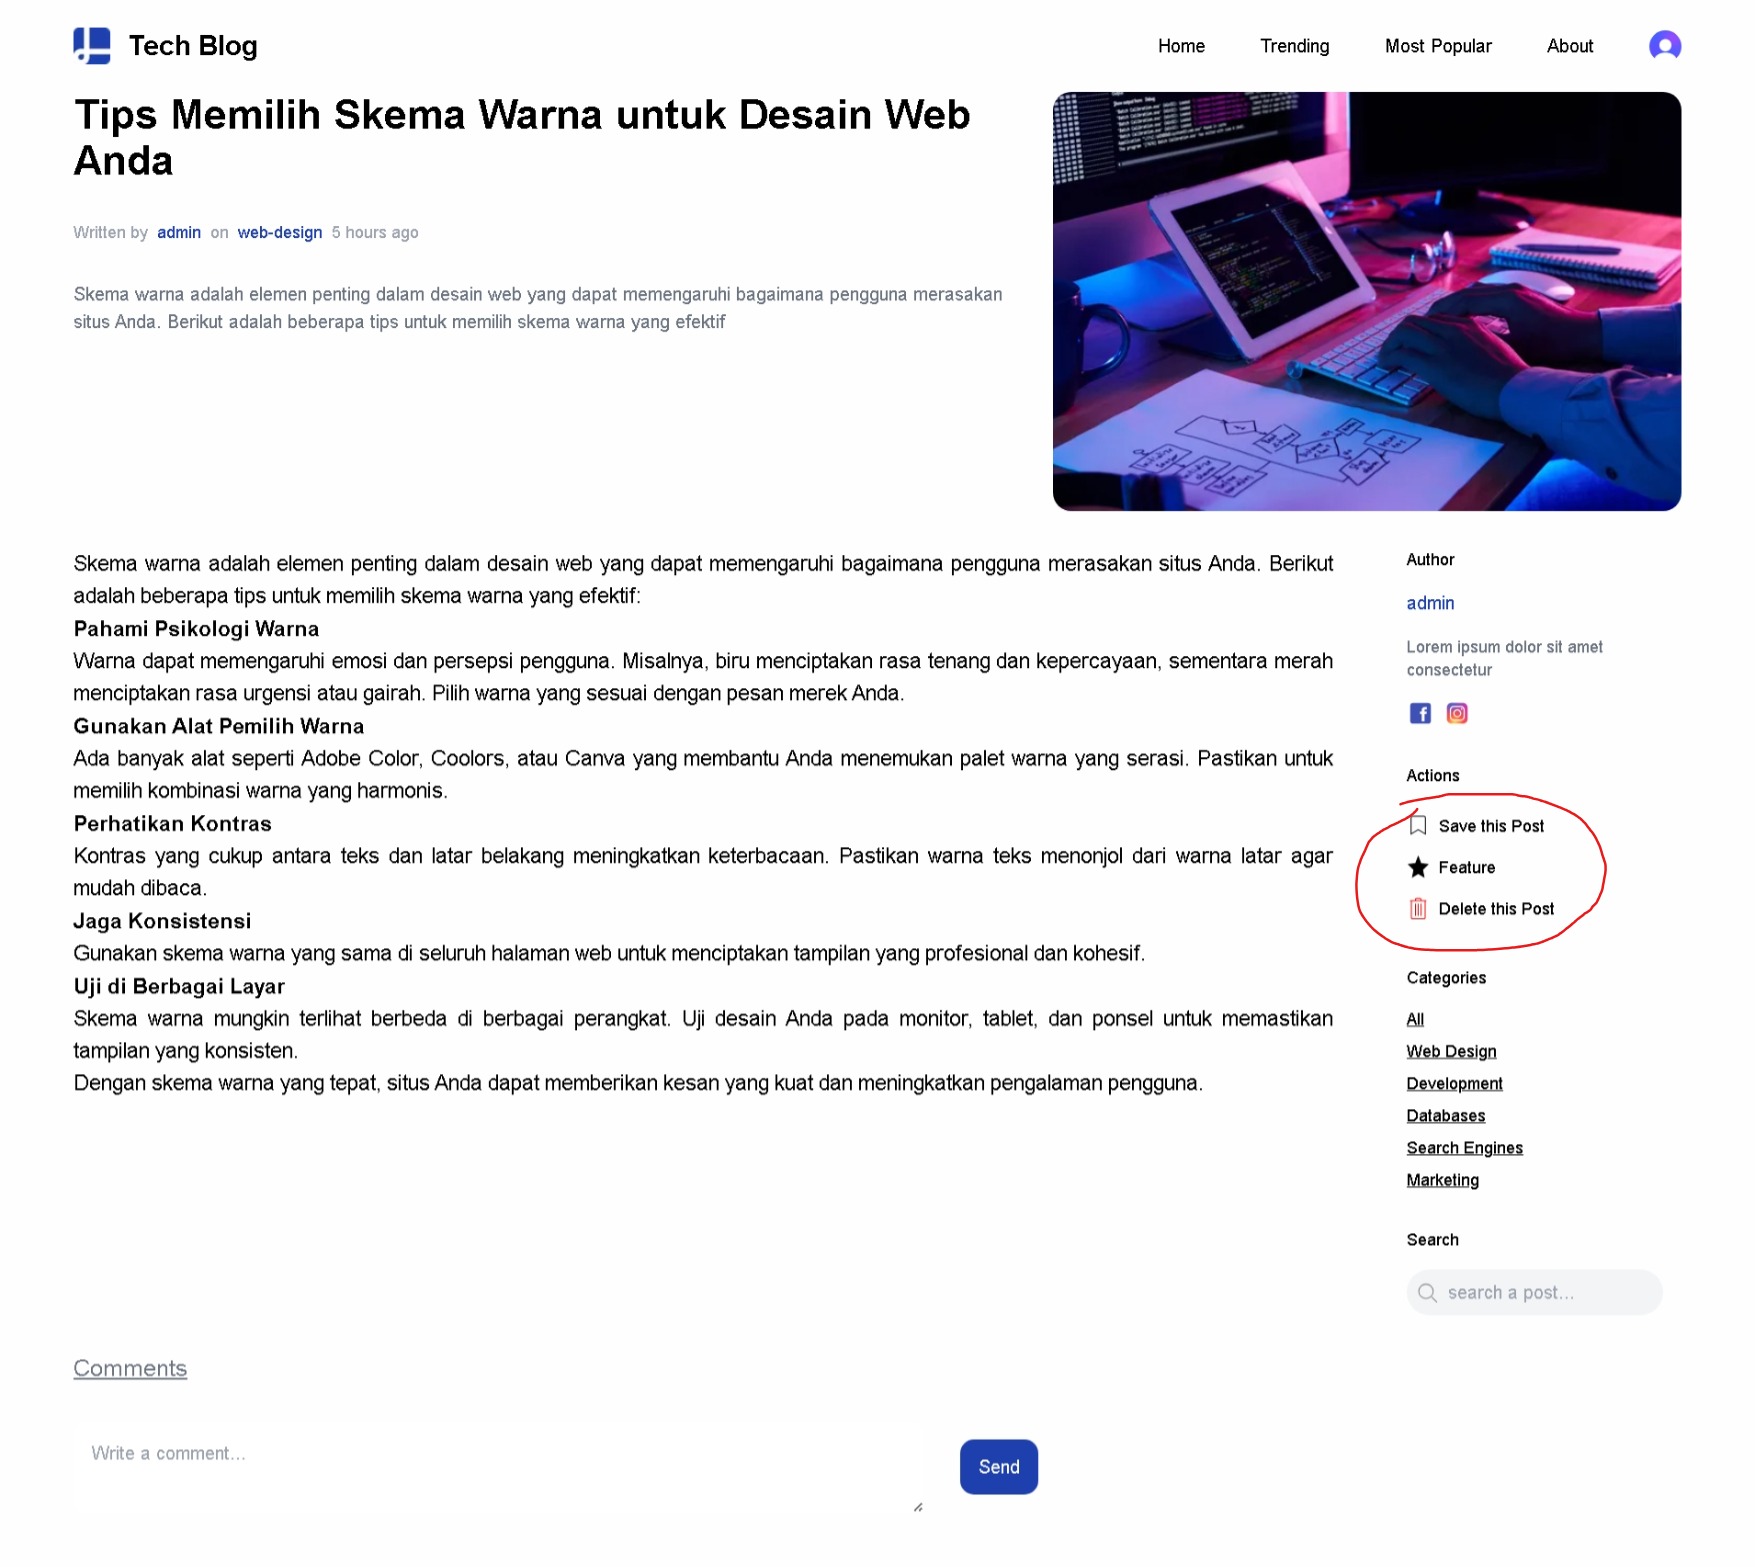 Tech Blog
Home
Trending
Most Popular
About
Tips Memilih Skema Warna untuk Desain Web
Anda
Written by admin on web-design 5 hours ago
Skema warna adalah elemen penting dalam desain web yang dapat memengaruhi bagaimana pengguna merasakan
situs Anda. Berikut adalah beberapa tips untuk memilih skema warna yang efektif
Skema warna adalah elemen penting dalam desain web yang dapat memengaruhi bagaimana pengguna merasakan situs Anda. Berikut
adalah beberapa tips untuk memilih skema warna yang efektif:
Pahami Psikologi Warna
Warna dapat memengaruhi emosi dan persepsi pengguna. Misalnya, biru menciptakan rasa tenang dan kepercayaan, sementara merah
menciptakan rasa urgensi atau gairah. Pilih warna yang sesuai dengan pesan merek Anda.
Gunakan Alat Pemilih Warna
Ada banyak alat seperti Adobe Color, Coolors, atau Canva yang membantu Anda menemukan palet warna yang serasi. Pastikan untuk
memilih kombinasi warna yang harmonis.
Perhatikan Kontras
Kontras yang cukup antara teks dan latar belakang meningkatkan keterbacaan. Pastikan warna teks menonjol dari warna latar agar
mudah dibaca.
Jaga Konsistensi
Gunakan skema warna yang sama di seluruh halaman web untuk menciptakan tampilan yang profesional dan kohesif.
Uji di Berbagai Layar
Skema warna mungkin terlihat berbeda di berbagai perangkat. Uji desain Anda pada monitor, tablet, dan ponsel untuk memastikan
tampilan yang konsisten.
Dengan skema warna yang tepat, situs Anda dapat memberikan kesan yang kuat dan meningkatkan pengalaman pengguna.
Author
admin
Lorem ipsum dolor sit amet
consectetur
Actions
Save this Post
Feature
Delete this Post
Categories
All
Web Design
Development
Databases
Search Engines
Marketing
Search
search a post...
Comments
Write a comment...
Send